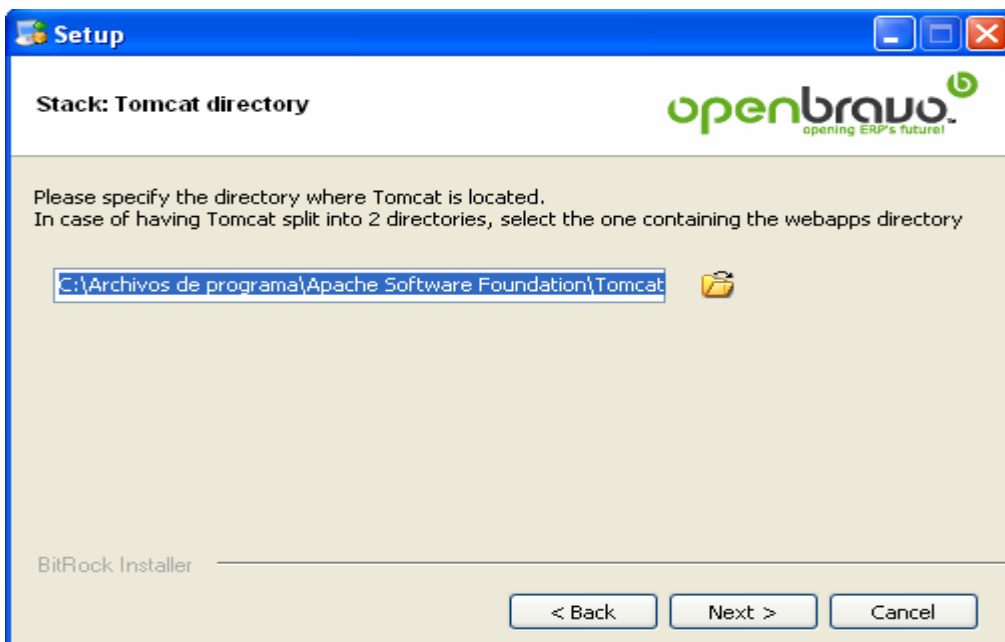 Setup
Stack: Tomcat directory
openbravo™
opening ERP's future!
Please specify the directory where Tomcat is located.
In case of having Tomcat split into 2 directories, select the one containing the webapps directory
C:\Archivos de programa\Apache Software Foundation\Tomcat
BitRock Installer
< Back Next > Cancel